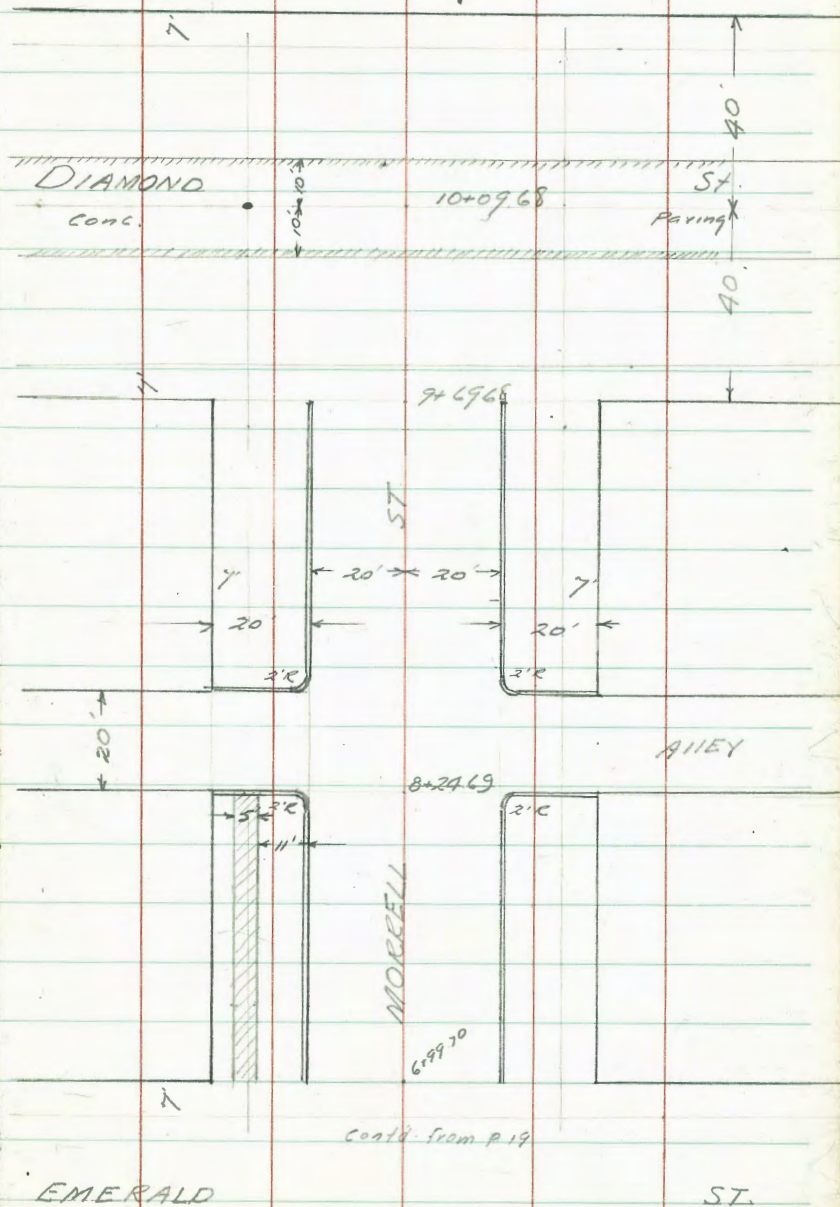 7'
40'
DIAMOND
10' 10'
10+09.68
St.
Conc.
Paving
40'
9+69.68
ST
20' 20'
7' 7'
20' 20'
2'R 2'R
20'
ALLEY
8+24.69
5' 2'R 2'R
11'
MORRELL
6+99.70
7'
Contd. from P.19
EMERALD ST.